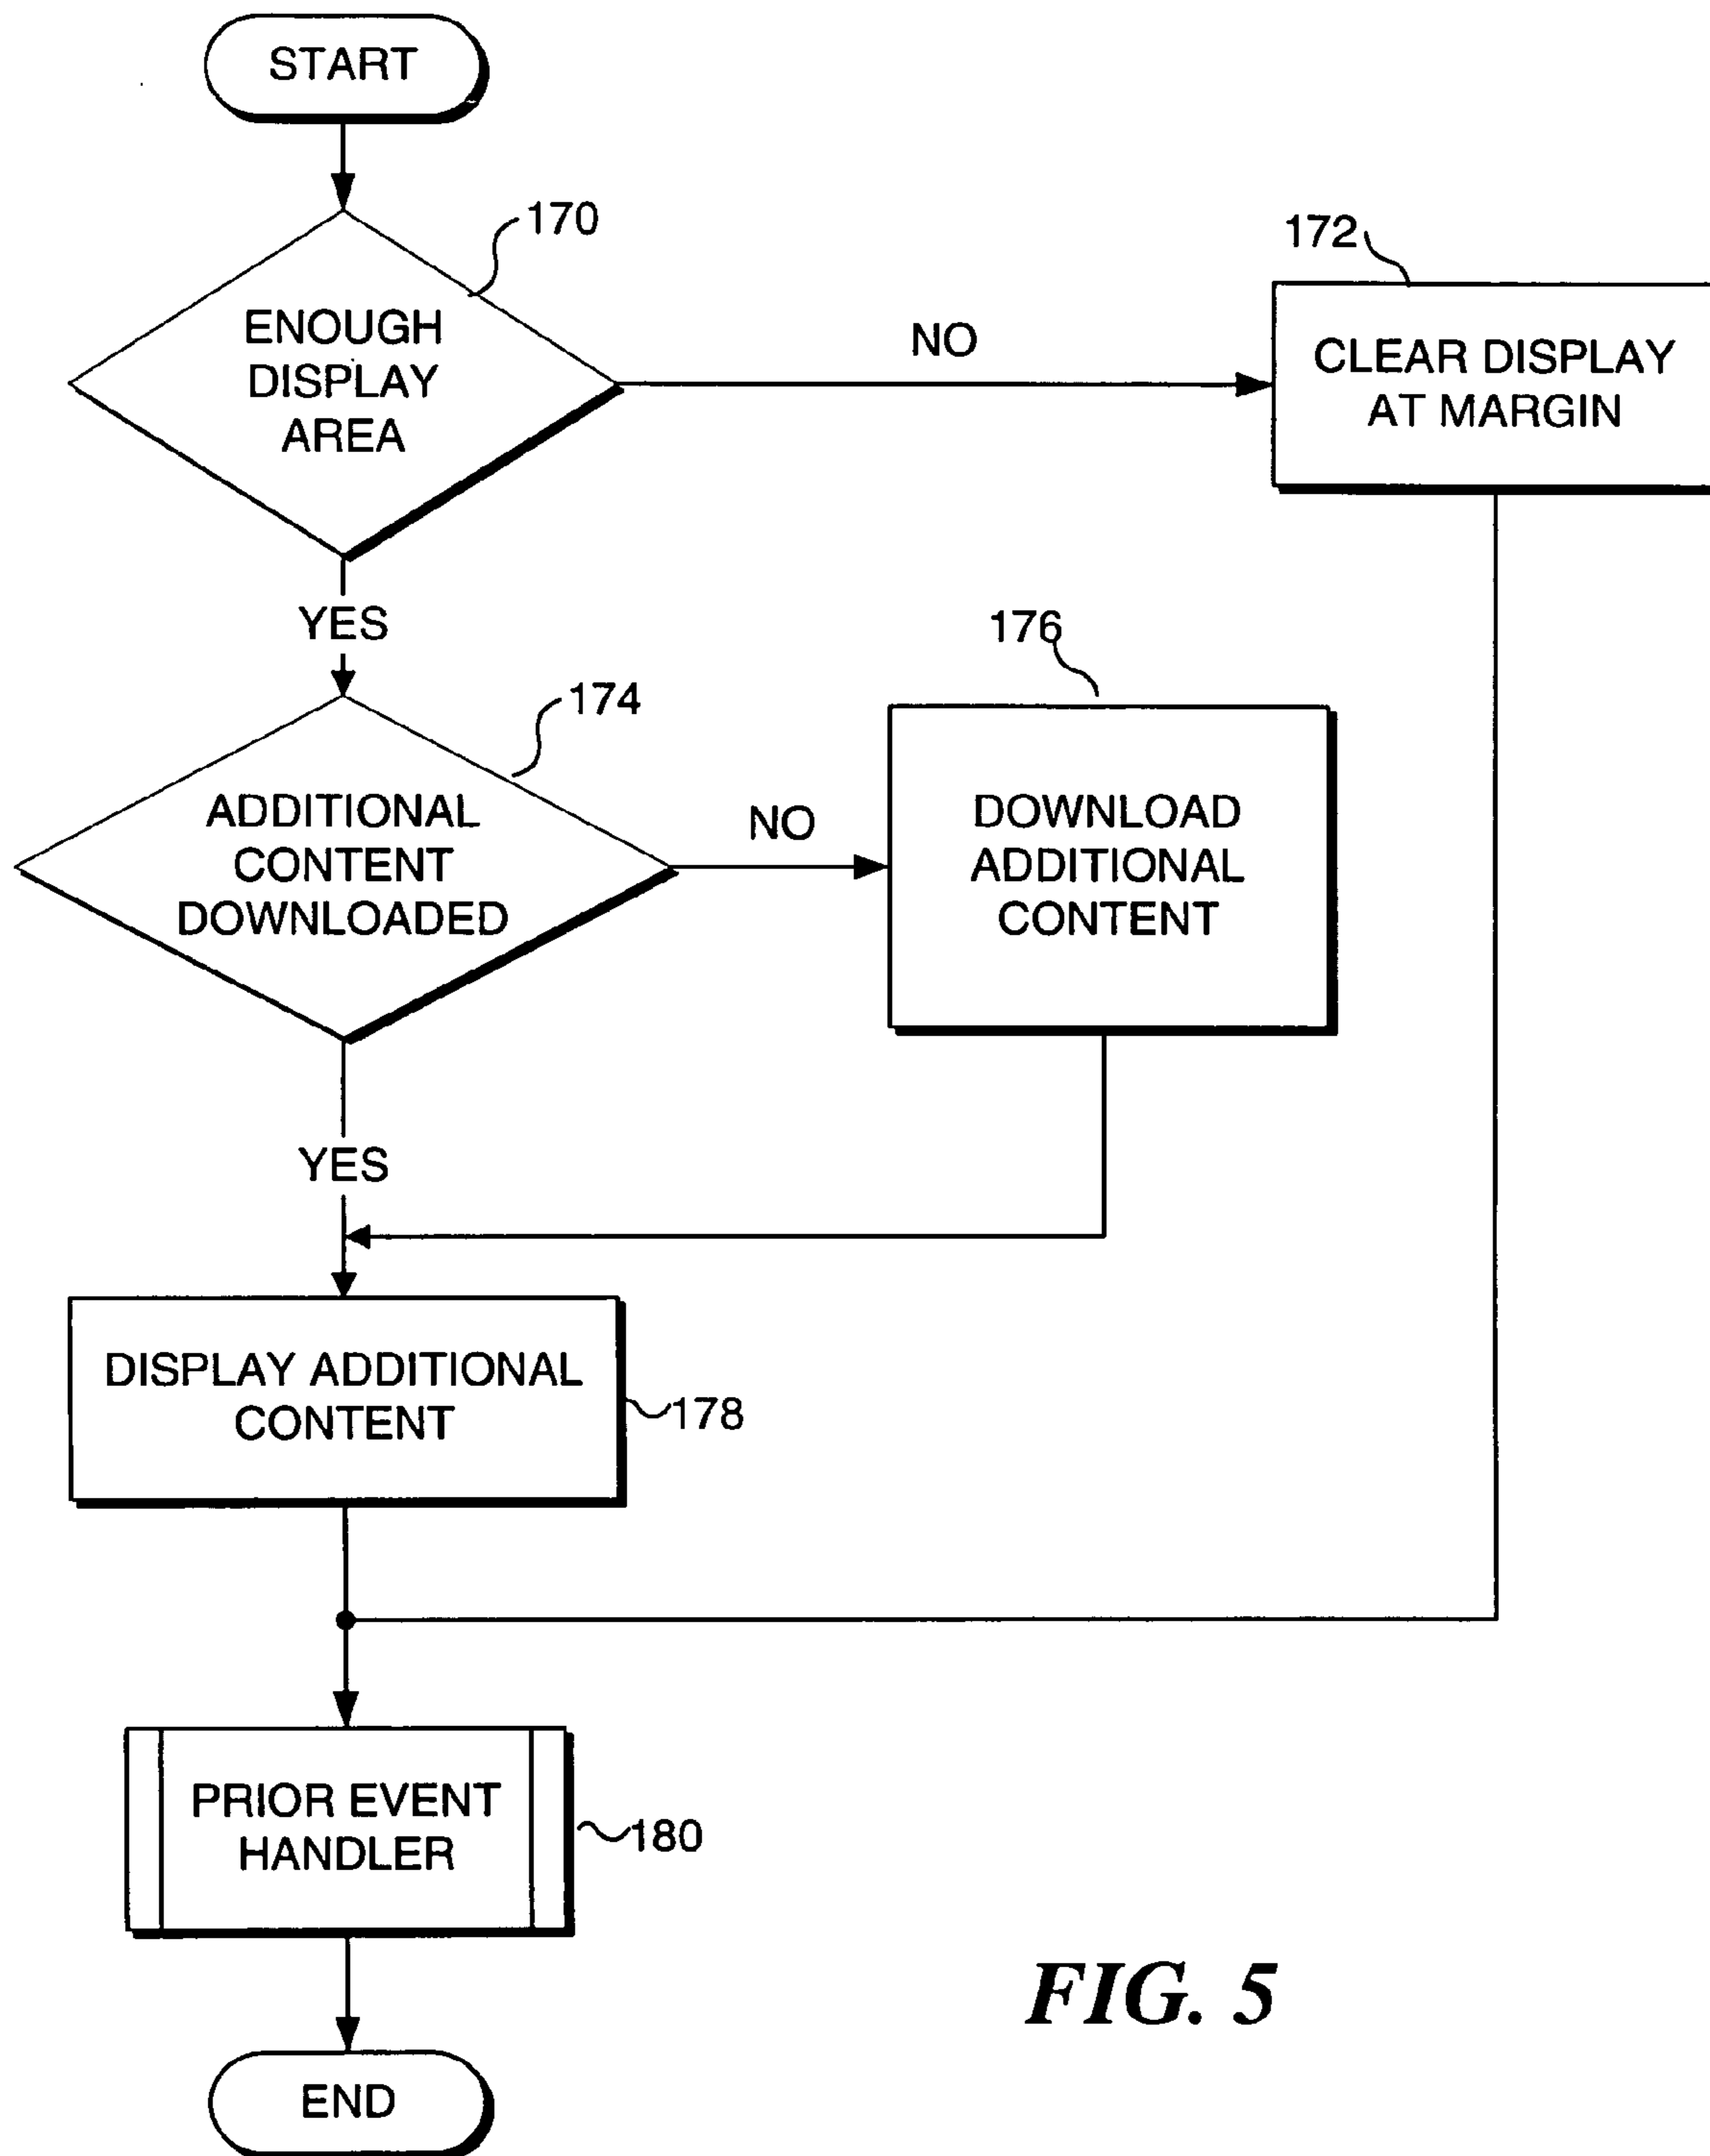 START
170
ENOUGH
DISPLAY
AREA
NO
172
CLEAR DISPLAY
AT MARGIN
YES
174
ADDITIONAL
CONTENT
DOWNLOADED
NO
176
DOWNLOAD
ADDITIONAL
CONTENT
YES
DISPLAY ADDITIONAL
CONTENT
178
PRIOR EVENT
HANDLER
180
END
FIG. 5